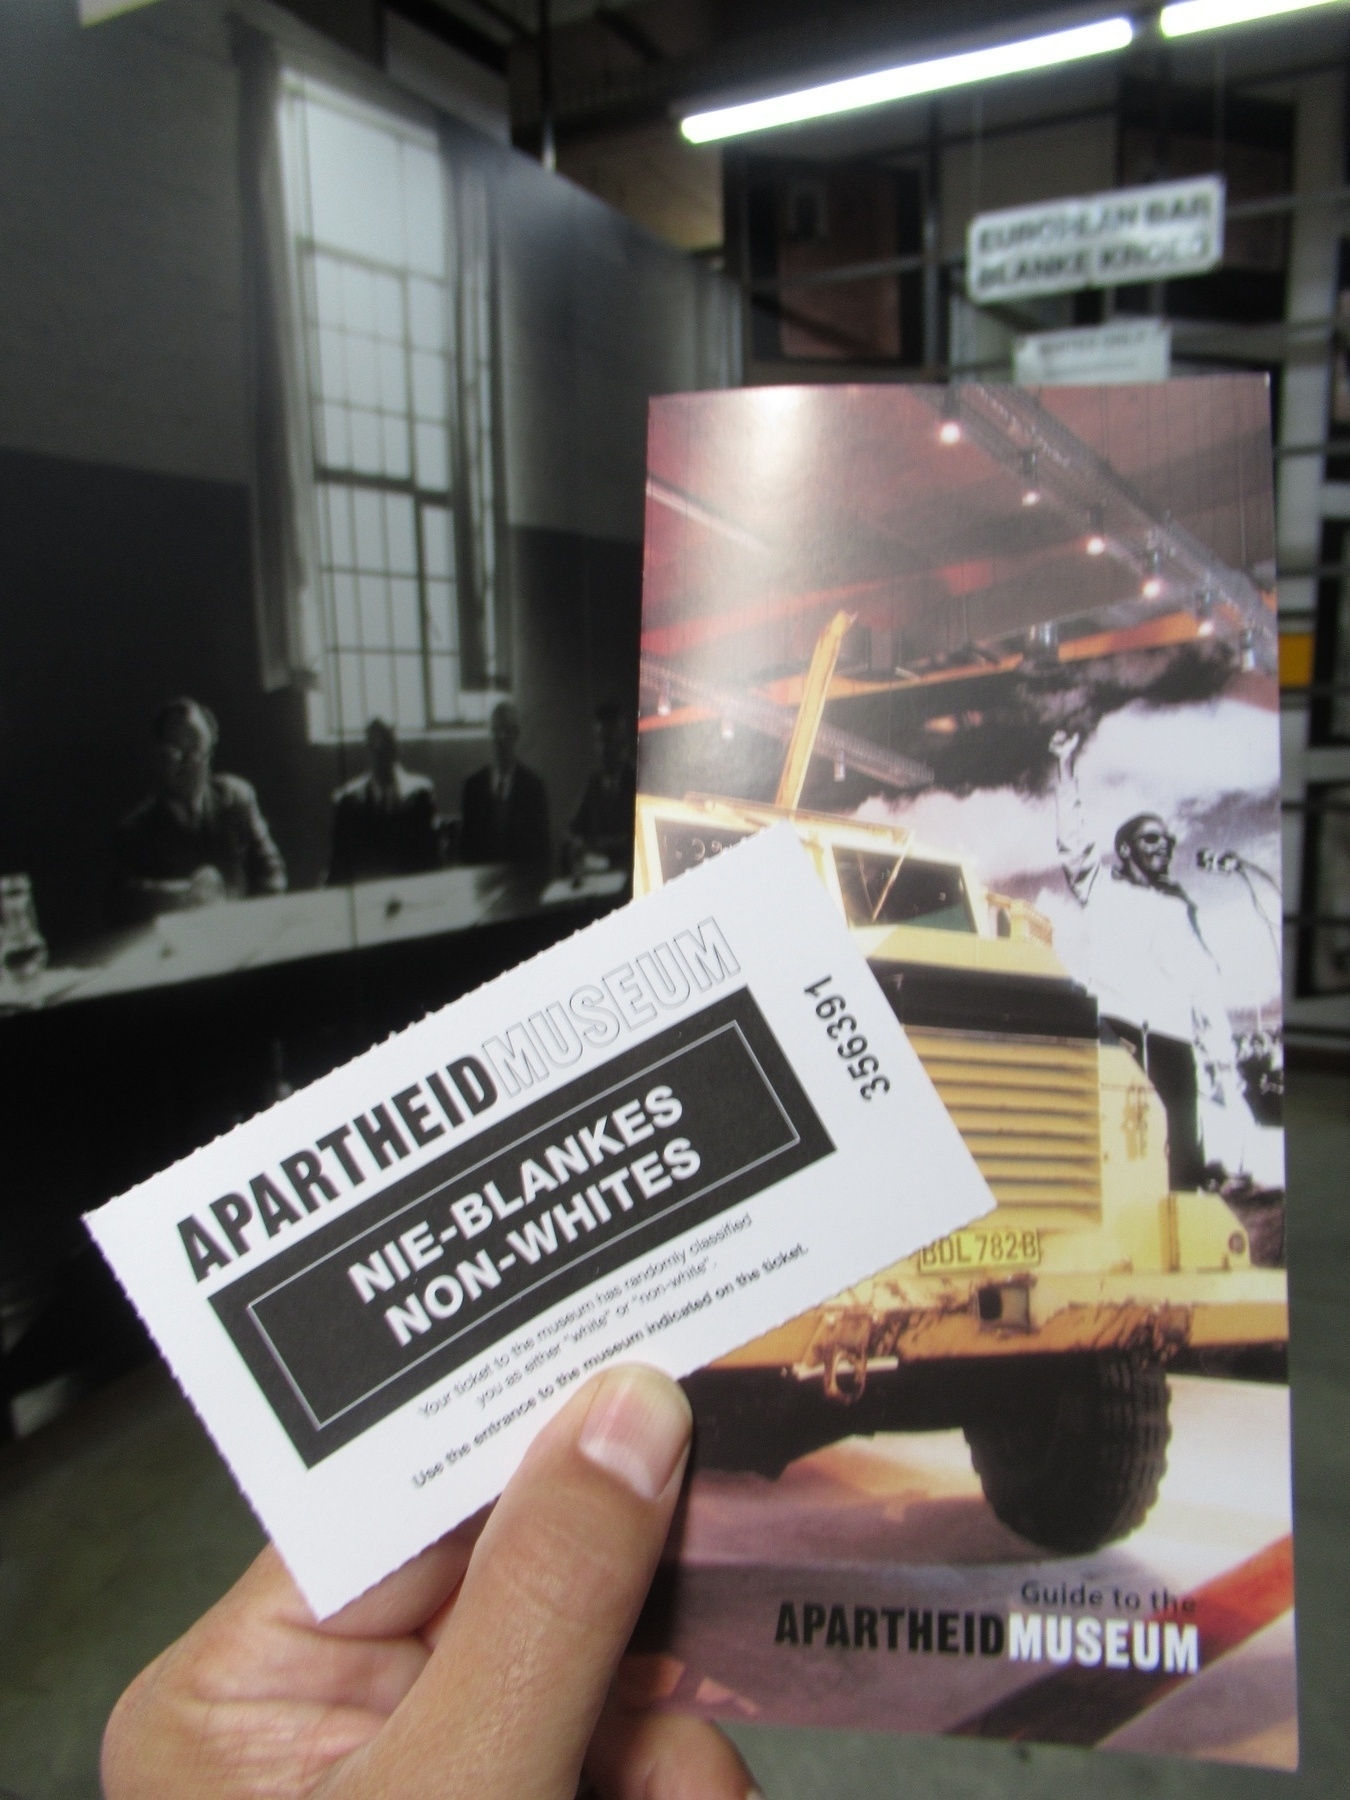 EUROPEAN BAR
BLANKE KROEG
APARTHEIDMUSEUM
NIE-BLANKES
NON-WHITES
Your ticket to the museum has randomly classified
you as either "white" or "non-white".
Use the entrance to the museum indicated on the ticket.
356391
BDL 782B
Guide to the
APARTHEIDMUSEUM